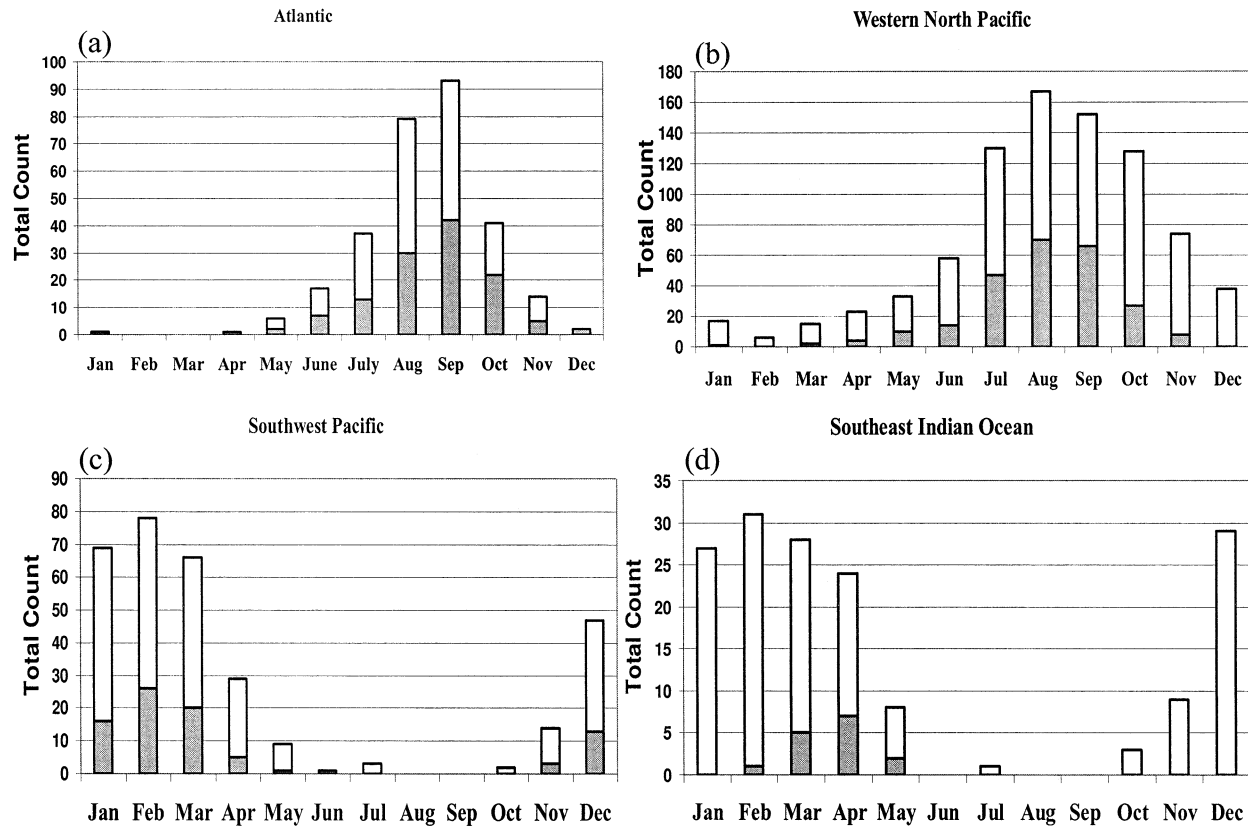 Atlantic
(a)
Total Count
100
90
80
70
60
50
40
30
20
10
0
Jan Feb Mar Apr May June July Aug Sep Oct Nov Dec
Western North Pacific
(b)
Total Count
180
160
140
120
100
80
60
40
20
0
Jan Feb Mar Apr May Jun Jul Aug Sep Oct Nov Dec
Southwest Pacific
(c)
Total Count
90
80
70
60
50
40
30
20
10
0
Jan Feb Mar Apr May Jun Jul Aug Sep Oct Nov Dec
Southeast Indian Ocean
(d)
Total Count
35
30
25
20
15
10
5
0
Jan Feb Mar Apr May Jun Jul Aug Sep Oct Nov Dec